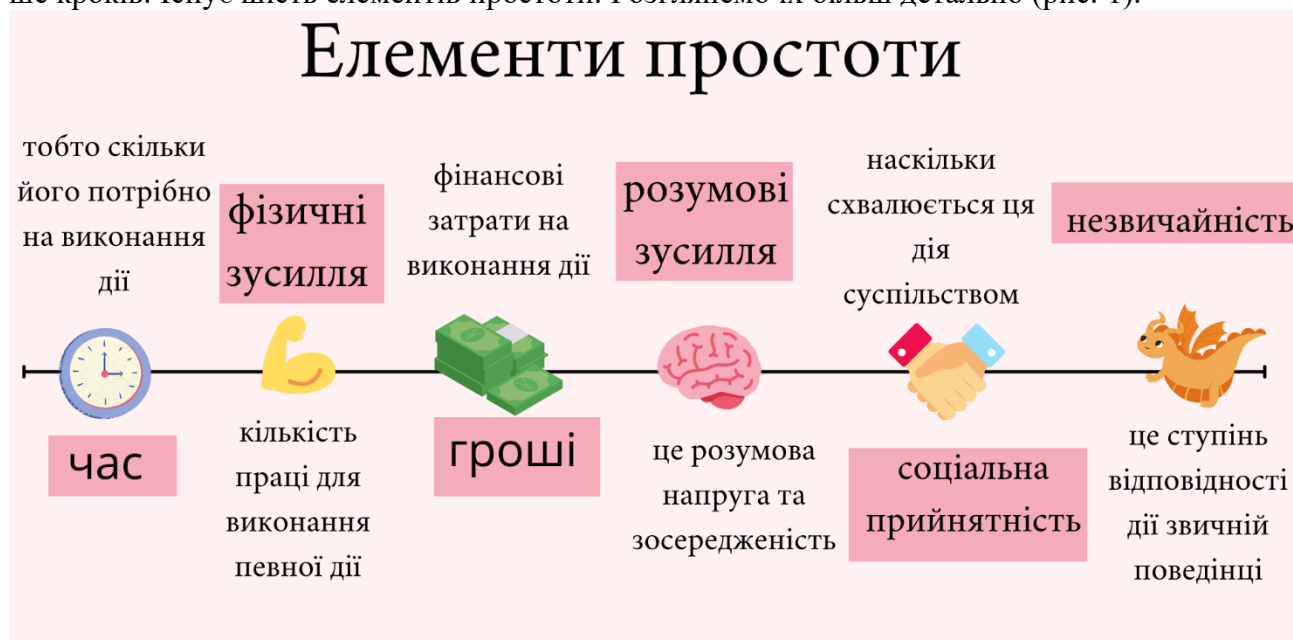 Елементи простоти
тобто скільки
його потрібно
на виконання
дії
час
фізичні
зусилля
кількість
праці для
виконання
певної дії
фінансові
затрати на
виконання дії
гроші
розумові
зусилля
це розумова
напруга та
зосередженість
наскільки
схвалюється ця
дія
суспільством
соціальна
прийнятність
незвичайність
це ступінь
відповідності
дії звичній
поведінці